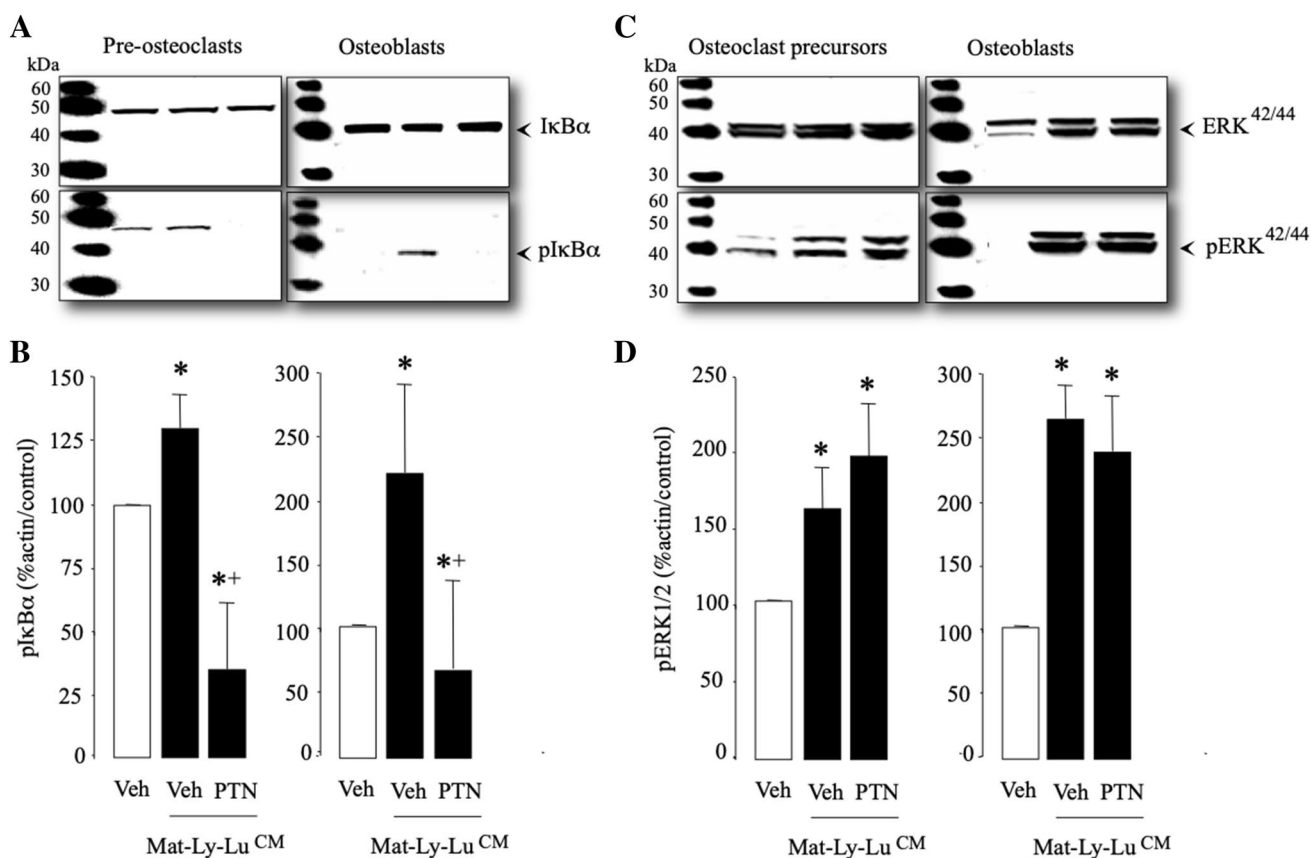 A
Pre-osteoclasts
Osteoblasts
kDa
60
50
40
30
IκBα
60
50
40
30
pIκBα
C
Osteoclast precursors
Osteoblasts
kDa
60
50
40
30
ERK 42/44
60
50
40
30
pERK 42/44
B
pIκBα (%actin/control)
150
125
100
75
50
25
0
*
*+
300
250
200
150
100
50
0
*
*+
Veh Veh PTN
Veh Veh PTN
Mat-Ly-Lu CM
Mat-Ly-Lu CM
D
pERK1/2 (%actin/control)
250
200
150
100
50
0
*
*
300
250
200
150
100
50
0
*
*
Veh Veh PTN
Veh Veh PTN
Mat-Ly-Lu CM
Mat-Ly-Lu CM